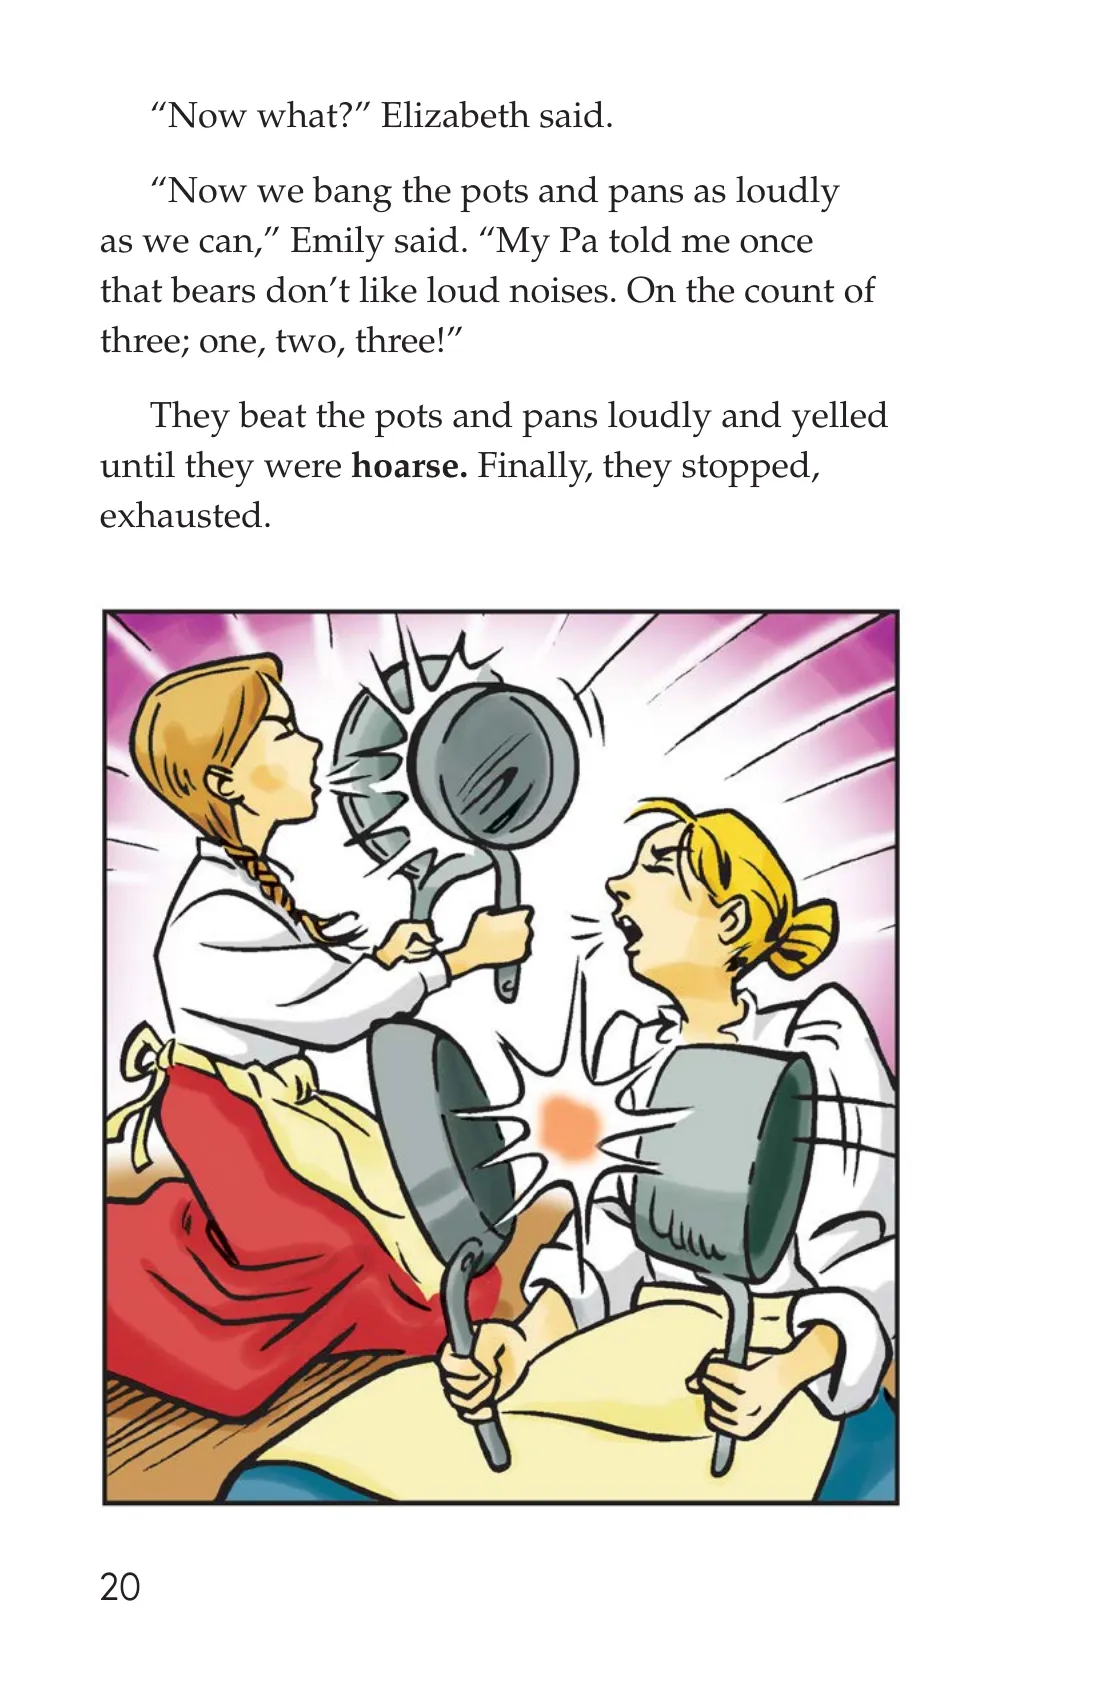 “Now what?” Elizabeth said.
“Now we bang the pots and pans as loudly
as we can,” Emily said. “My Pa told me once
that bears don’t like loud noises. On the count of
three; one, two, three!”
They beat the pots and pans loudly and yelled
until they were hoarse. Finally, they stopped,
exhausted.
20